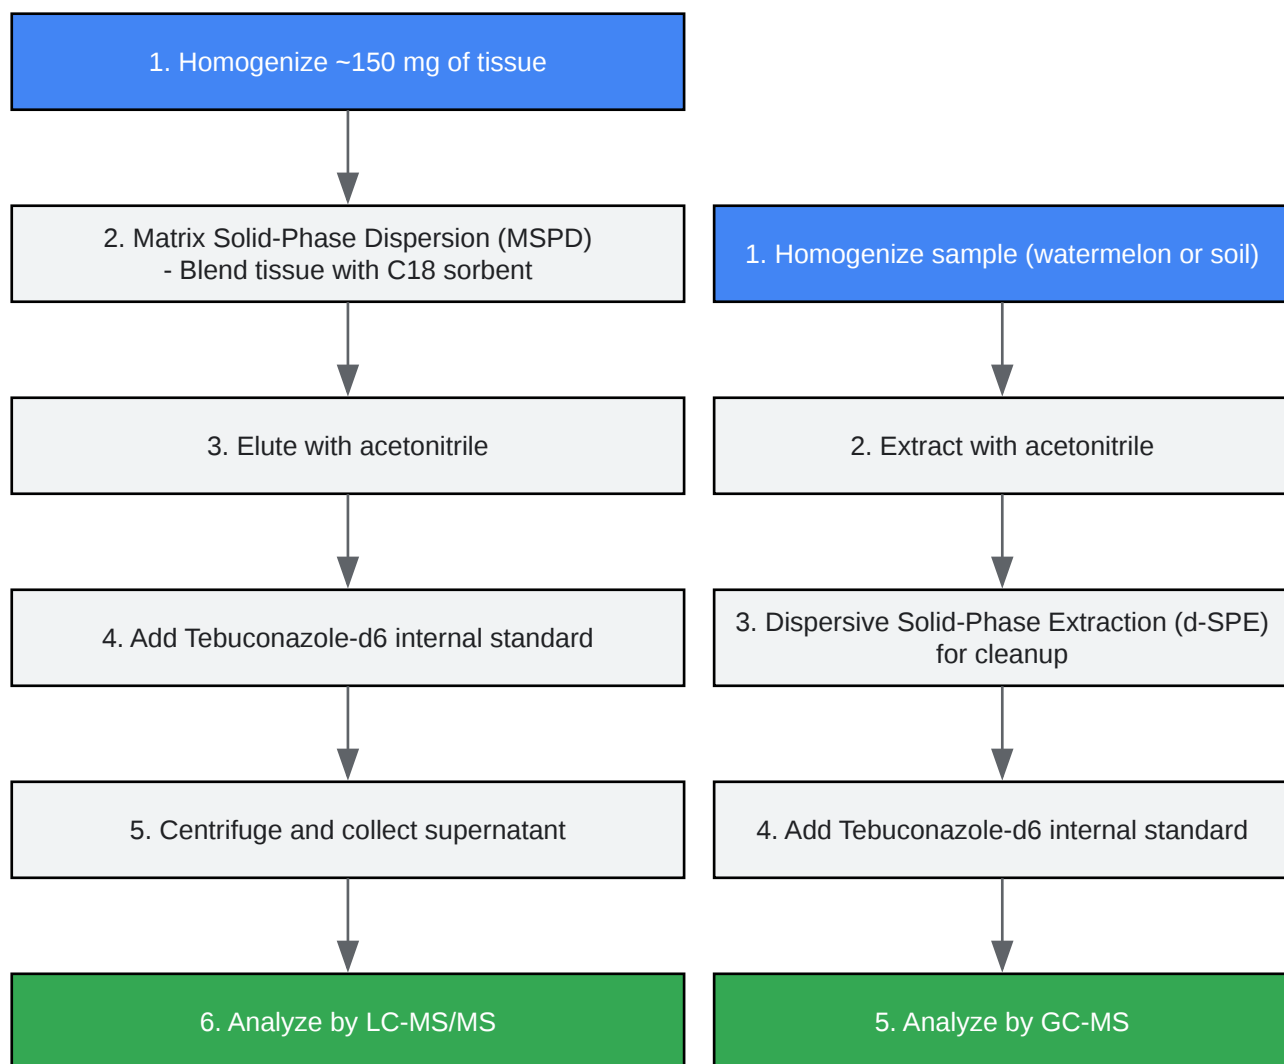 1. Homogenize ~150 mg of tissue
2. Matrix Solid-Phase Dispersion (MSPD)
- Blend tissue with C18 sorbent
3. Elute with acetonitrile
4. Add Tebuconazole-d6 internal standard
5. Centrifuge and collect supernatant
6. Analyze by LC-MS/MS
1. Homogenize sample (watermelon or soil)
2. Extract with acetonitrile
3. Dispersive Solid-Phase Extraction (d-SPE)
for cleanup
4. Add Tebuconazole-d6 internal standard
5. Analyze by GC-MS